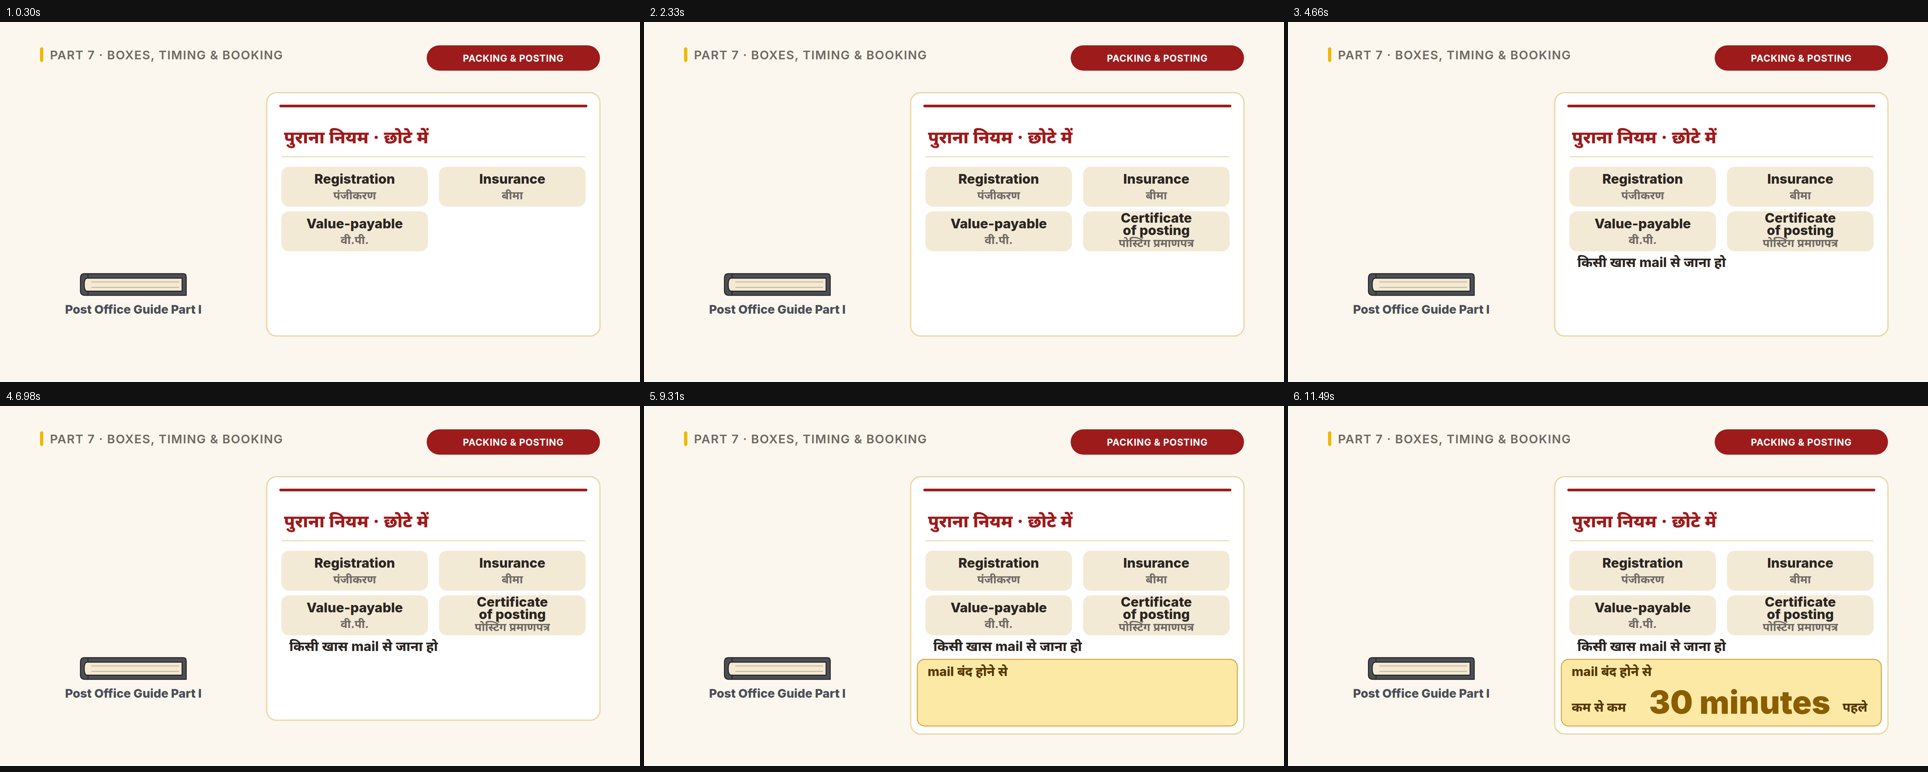 1. 0.30s
PART 7 · BOXES, TIMING & BOOKING
PACKING & POSTING
पुराना नियम · छोटे में
Registration
पंजीकरण
Insurance
बीमा
Value-payable
वी.पी.
Post Office Guide Part I
2. 2.33s
PART 7 · BOXES, TIMING & BOOKING
PACKING & POSTING
पुराना नियम · छोटे में
Registration
पंजीकरण
Insurance
बीमा
Value-payable
वी.पी.
Certificate
of posting
पोस्टिंग प्रमाणपत्र
Post Office Guide Part I
3. 4.66s
PART 7 · BOXES, TIMING & BOOKING
PACKING & POSTING
पुराना नियम · छोटे में
Registration
पंजीकरण
Insurance
बीमा
Value-payable
वी.पी.
Certificate
of posting
पोस्टिंग प्रमाणपत्र
किसी खास mail से जाना हो
Post Office Guide Part I
4. 6.98s
PART 7 · BOXES, TIMING & BOOKING
PACKING & POSTING
पुराना नियम · छोटे में
Registration
पंजीकरण
Insurance
बीमा
Value-payable
वी.पी.
Certificate
of posting
पोस्टिंग प्रमाणपत्र
किसी खास mail से जाना हो
Post Office Guide Part I
5. 9.31s
PART 7 · BOXES, TIMING & BOOKING
PACKING & POSTING
पुराना नियम · छोटे में
Registration
पंजीकरण
Insurance
बीमा
Value-payable
वी.पी.
Certificate
of posting
पोस्टिंग प्रमाणपत्र
किसी खास mail से जाना हो
mail बंद होने से
Post Office Guide Part I
6. 11.49s
PART 7 · BOXES, TIMING & BOOKING
PACKING & POSTING
पुराना नियम · छोटे में
Registration
पंजीकरण
Insurance
बीमा
Value-payable
वी.पी.
Certificate
of posting
पोस्टिंग प्रमाणपत्र
किसी खास mail से जाना हो
mail बंद होने से
कम से कम 30 minutes पहले
Post Office Guide Part I